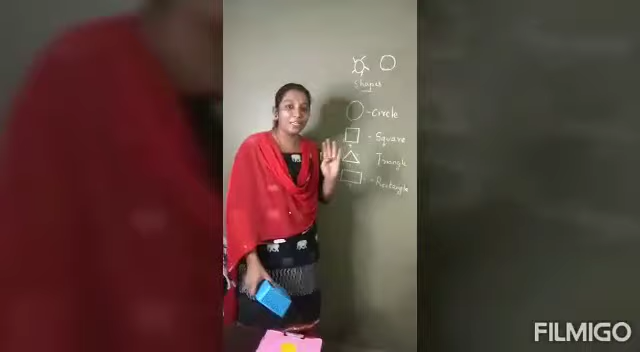 Shapes
- Circle
- Square
Triangle
- Rectangle
FILMIGO